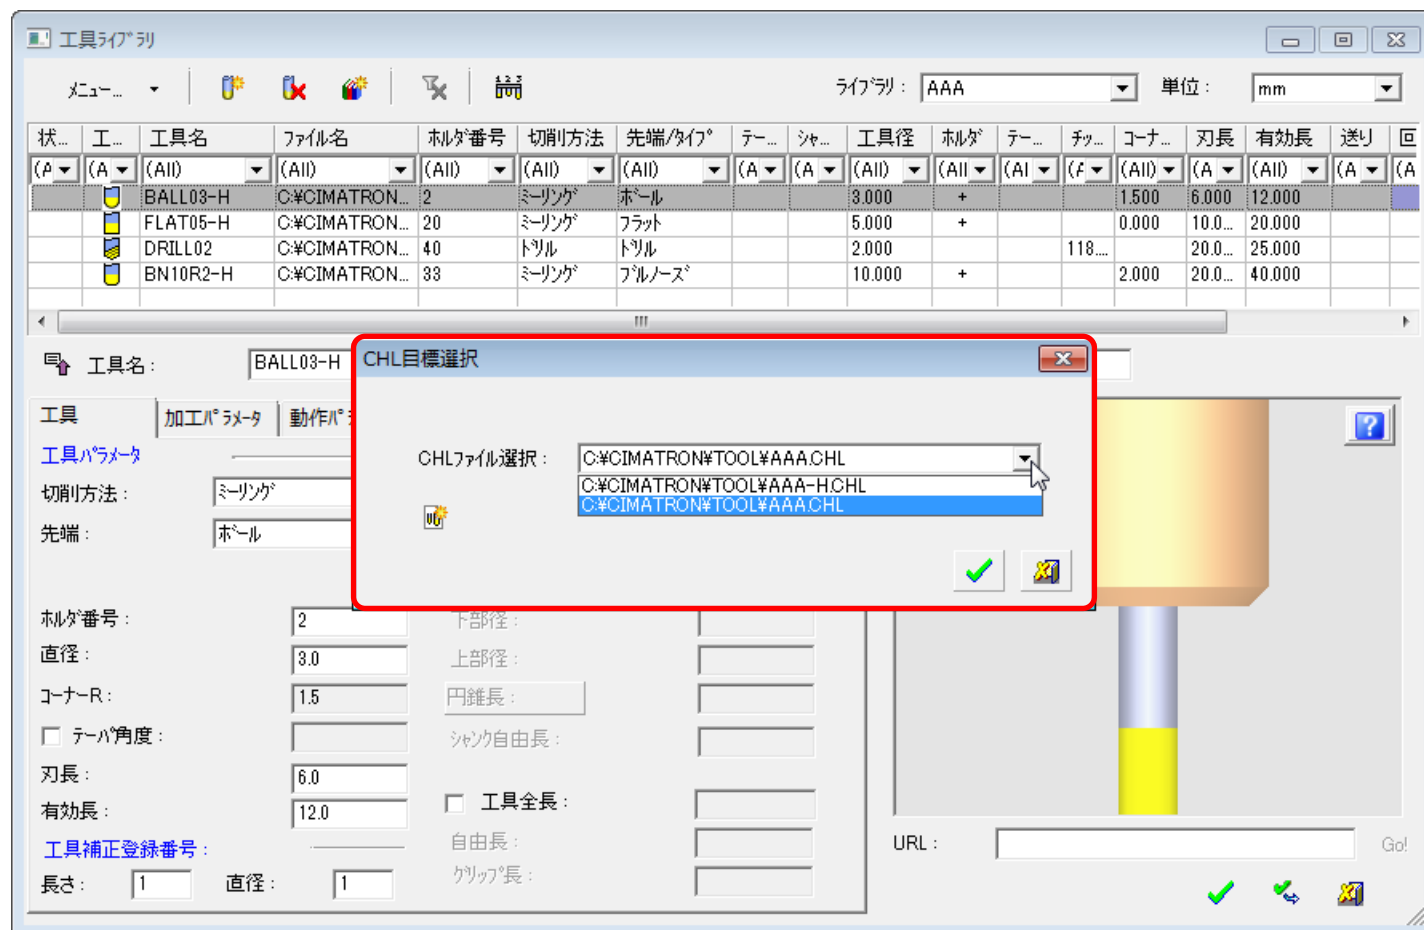 工具ﾗｲﾌﾞﾗﾘ
ﾒﾆｭｰ...
ﾗｲﾌﾞﾗﾘ： AAA 単位： mm
状... 工... 工具名 ﾌｧｲﾙ名 ﾎﾙﾀﾞ番号 切削方法 先端/ﾀｲﾌﾟ ﾃｰ... ｼｬ... 工具径 ﾎﾙﾀﾞ ﾃｰ... ﾁｯ... ｺｰﾅ... 刃長 有効長 送り 回
(A (A (All) (All) (All) (All) (All) (A (A (All) (All (Al (A (All) (A (All) (A (A
BALL03-H C:¥CIMATRON... 2 ﾐｰﾘﾝｸﾞ ﾎﾞｰﾙ 3.000 + 1.500 6.000 12.000
FLAT05-H C:¥CIMATRON... 20 ﾐｰﾘﾝｸﾞ ﾌﾗｯﾄ 5.000 + 0.000 10.0... 20.000
DRILL02 C:¥CIMATRON... 40 ﾄﾞﾘﾙ ﾄﾞﾘﾙ 2.000 118.... 20.0... 25.000
BN10R2-H C:¥CIMATRON... 33 ﾐｰﾘﾝｸﾞ ﾌﾞﾙﾉｰｽﾞ 10.000 + 2.000 20.0... 40.000
工具名： BALL03-H
CHL目標選択
CHLﾌｧｲﾙ選択： C:¥CIMATRON¥TOOL¥AAA.CHL
C:¥CIMATRON¥TOOL¥AAA-H.CHL
C:¥CIMATRON¥TOOL¥AAA.CHL
工具 加工ﾊﾟﾗﾒｰﾀ 動作ﾊﾟﾗ
工具ﾊﾟﾗﾒｰﾀ
切削方法： ﾐｰﾘﾝｸﾞ
先端： ﾎﾞｰﾙ
ﾎﾙﾀﾞ番号： 2 下部径：
直径： 3.0 上部径：
ｺｰﾅｰR： 1.5 円錐長：
ﾃｰﾊﾟ角度： ｼｬﾝｸ自由長：
刃長： 6.0
有効長： 12.0 工具全長：
工具補正登録番号： 自由長：
長さ： 1 直径： 1 ｸﾞﾘｯﾌﾟ長：
URL： Go!